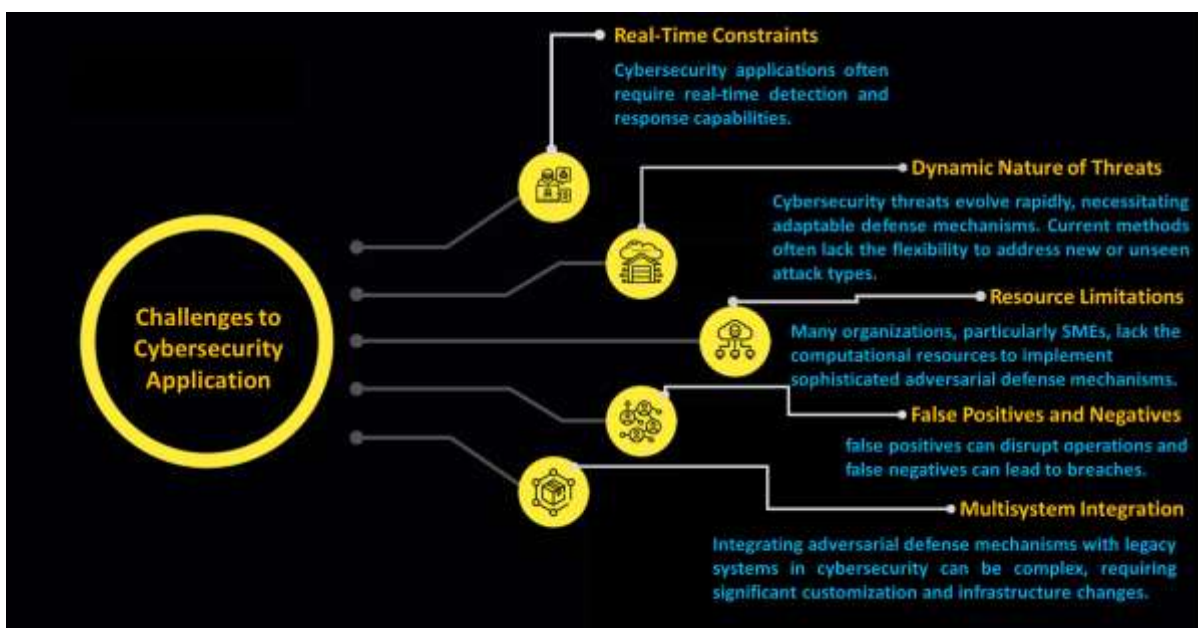 Real-Time Constraints
Cybersecurity applications often
require real-time detection and
response capabilities.
Dynamic Nature of Threats
Cybersecurity threats evolve rapidly, necessitating
adaptable defense mechanisms. Current methods
often lack the flexibility to address new or unseen
attack types.
Challenges to
Cybersecurity
Application
Resource Limitations
Many organizations, particularly SMEs, lack the
computational resources to implement
sophisticated adversarial defense mechanisms.
False Positives and Negatives
false positives can disrupt operations and
false negatives can lead to breaches.
Multisystem Integration
Integrating adversarial defense mechanisms with legacy
systems in cybersecurity can be complex, requiring
significant customization and infrastructure changes.